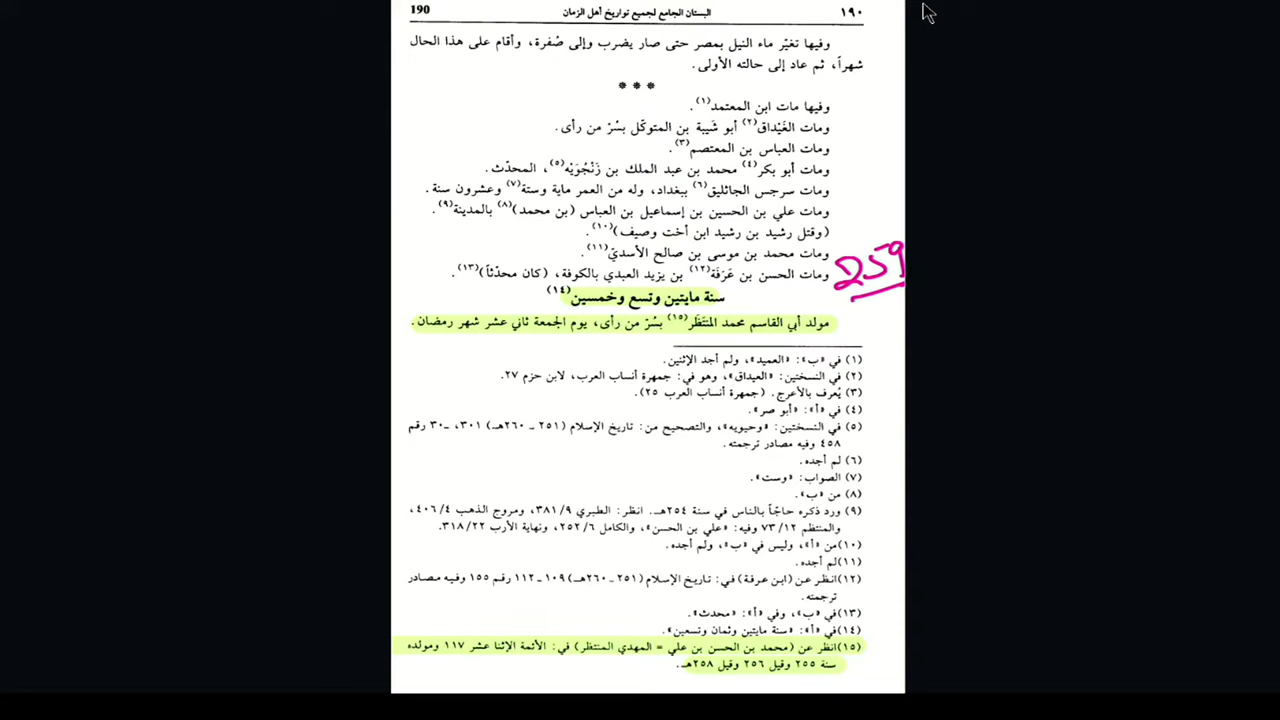 190 البستان الجامع لجميع تواريخ أهل الزمان ١٩٠
وفيها تغيّر ماء النيل بمصر حتى صار يضرب وإلى صُفرة، وأقام على هذا الحال
شهراً، ثم عاد إلى حالته الأولى.
* * *
وفيها مات ابن المعتمد(١).
ومات الغَيْداق(٢) أبو شَيبة بن المتوكّل بسُرّ من رأى.
ومات العباس بن المعتصم(٣).
ومات أبو بكر(٤) محمد بن عبد الملك بن زَنْجُوَيْه(٥)، المحدّث.
ومات سرجس الجاثليق(٦) ببغداد، وله من العمر ماية وستة(٧) وعشرون سنة.
ومات علي بن الحسين بن إسماعيل بن العباس (بن محمد)(٨) بالمدينة(٩).
(وقتل رشيد بن رشيد ابن أخت وصيف)(١٠).
ومات محمد بن موسى بن صالح الأسديّ(١١).
ومات الحسن بن عَرَفَة(١٢) بن يزيد العبدي بالكوفة، (كان محدّثاً)(١٣).
259
سنة مايتين وتسع وخمسين(١٤)
مولد أبي القاسم محمد المنتَظَر(١٥) بسُرّ من رأى، يوم الجمعة ثاني عشر شهر رمضان.
(١) في «ب»: «العميد»، ولم أجد الإثنين.
(٢) في النسختين: «العيداق»، وهو في: جمهرة أنساب العرب، لابن حزم ٢٧.
(٣) يُعرف بالأعرج. (جمهرة أنساب العرب ٢٥).
(٤) في «أ»: «أبو صر».
(٥) في النسختين: «وحيويه»، والتصحيح من: تاريخ الإسلام (٢٥١ ـ ٢٦٠هـ) ٣٠١، ـ٣٠ رقم
٤٥٨ وفيه مصادر ترجمته.
(٦) لم أجده.
(٧) الصواب: «وست».
(٨) من «ب».
(٩) ورد ذكره حاجّاً بالناس في سنة ٢٥٤هـ. انظر: الطبري ٣٨١/٩، ومروج الذهب ٤٠٦/٤،
والمنتظم ٧٣/١٢ وفيه: «علي بن الحسن»، والكامل ٢٥٢/٦، ونهاية الأرب ٣١٨/٢٢.
(١٠)من «أ»، وليس في «ب»، ولم أجده.
(١١)لم أجده.
(١٢)انظر عن (ابن عرفة) في: تاريخ الإسلام (٢٥١ ـ ٢٦٠هـ) ١٠٩ ـ ١١٢ رقم ١٥٥ وفيه مصادر
ترجمته.
(١٣)في «ب»، وفي «أ»: «محدث».
(١٤)في «أ»: «سنة مايتين وثمان وتسعين».
(١٥)انظر عن (محمد بن الحسن بن علي = المهدي المنتظر) في: الأئمة الإثنا عشر ١١٧ ومولده
سنة ٢٥٥ وقيل ٢٥٦ وقيل ٢٥٨هـ.